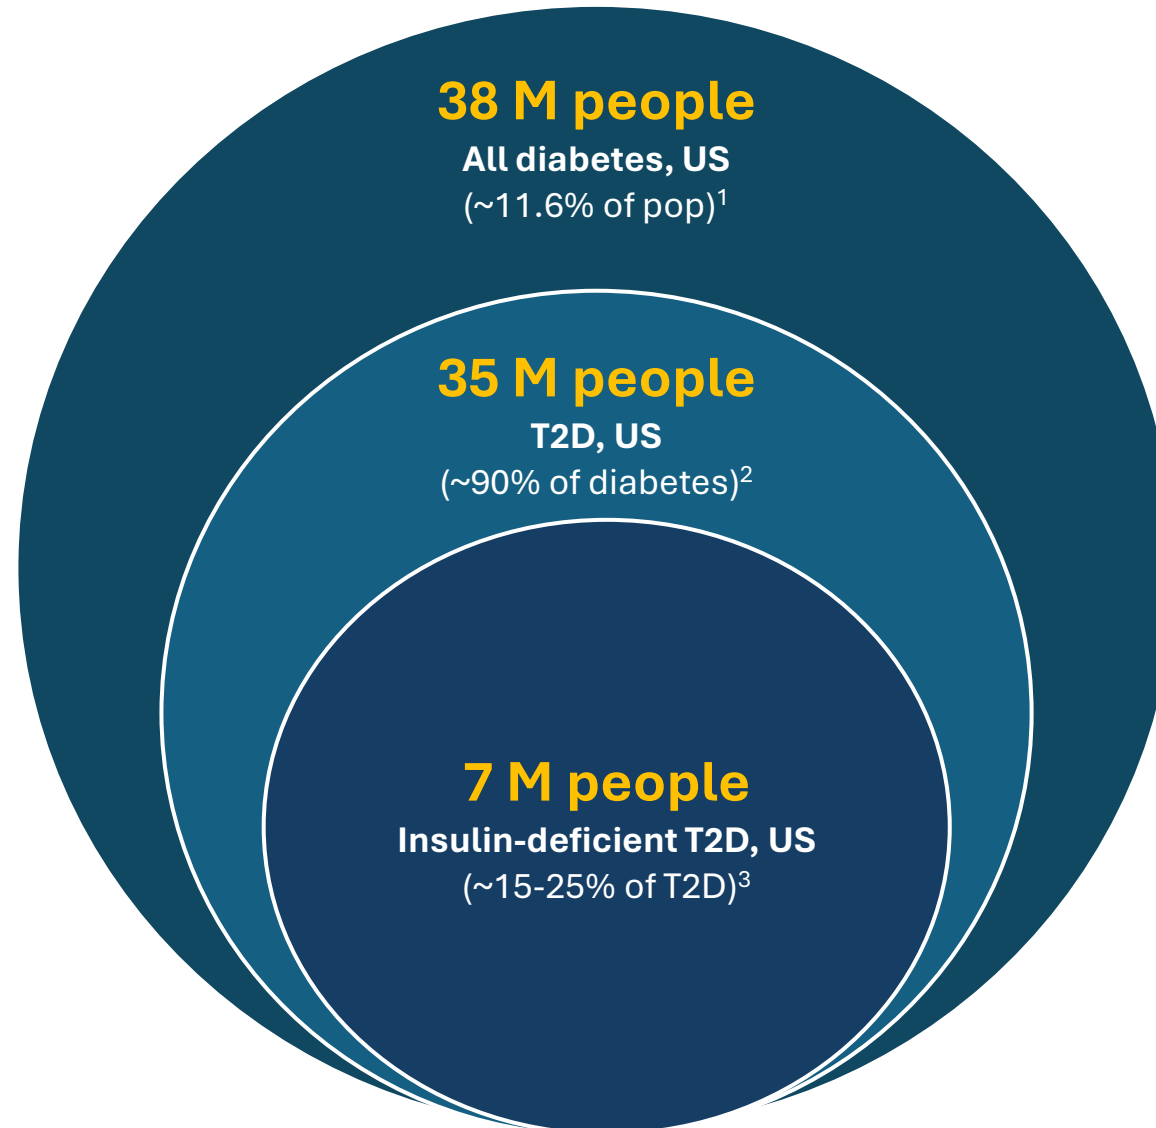 38 M people
All diabetes, US
(~11.6% of pop)¹
35 M people
T2D, US
(~90% of diabetes)²
7 M people
Insulin-deficient T2D, US
(~15-25% of T2D)³